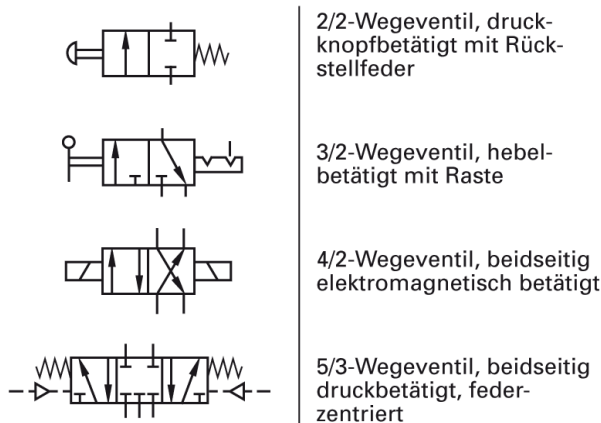 2/2-Wegeventil, druck-
knopfbetätigt mit Rück-
stellfeder
3/2-Wegeventil, hebel-
betätigt mit Raste
4/2-Wegeventil, beidseitig
elektromagnetisch betätigt
5/3-Wegeventil, beidseitig
druckbetätigt, feder-
zentriert